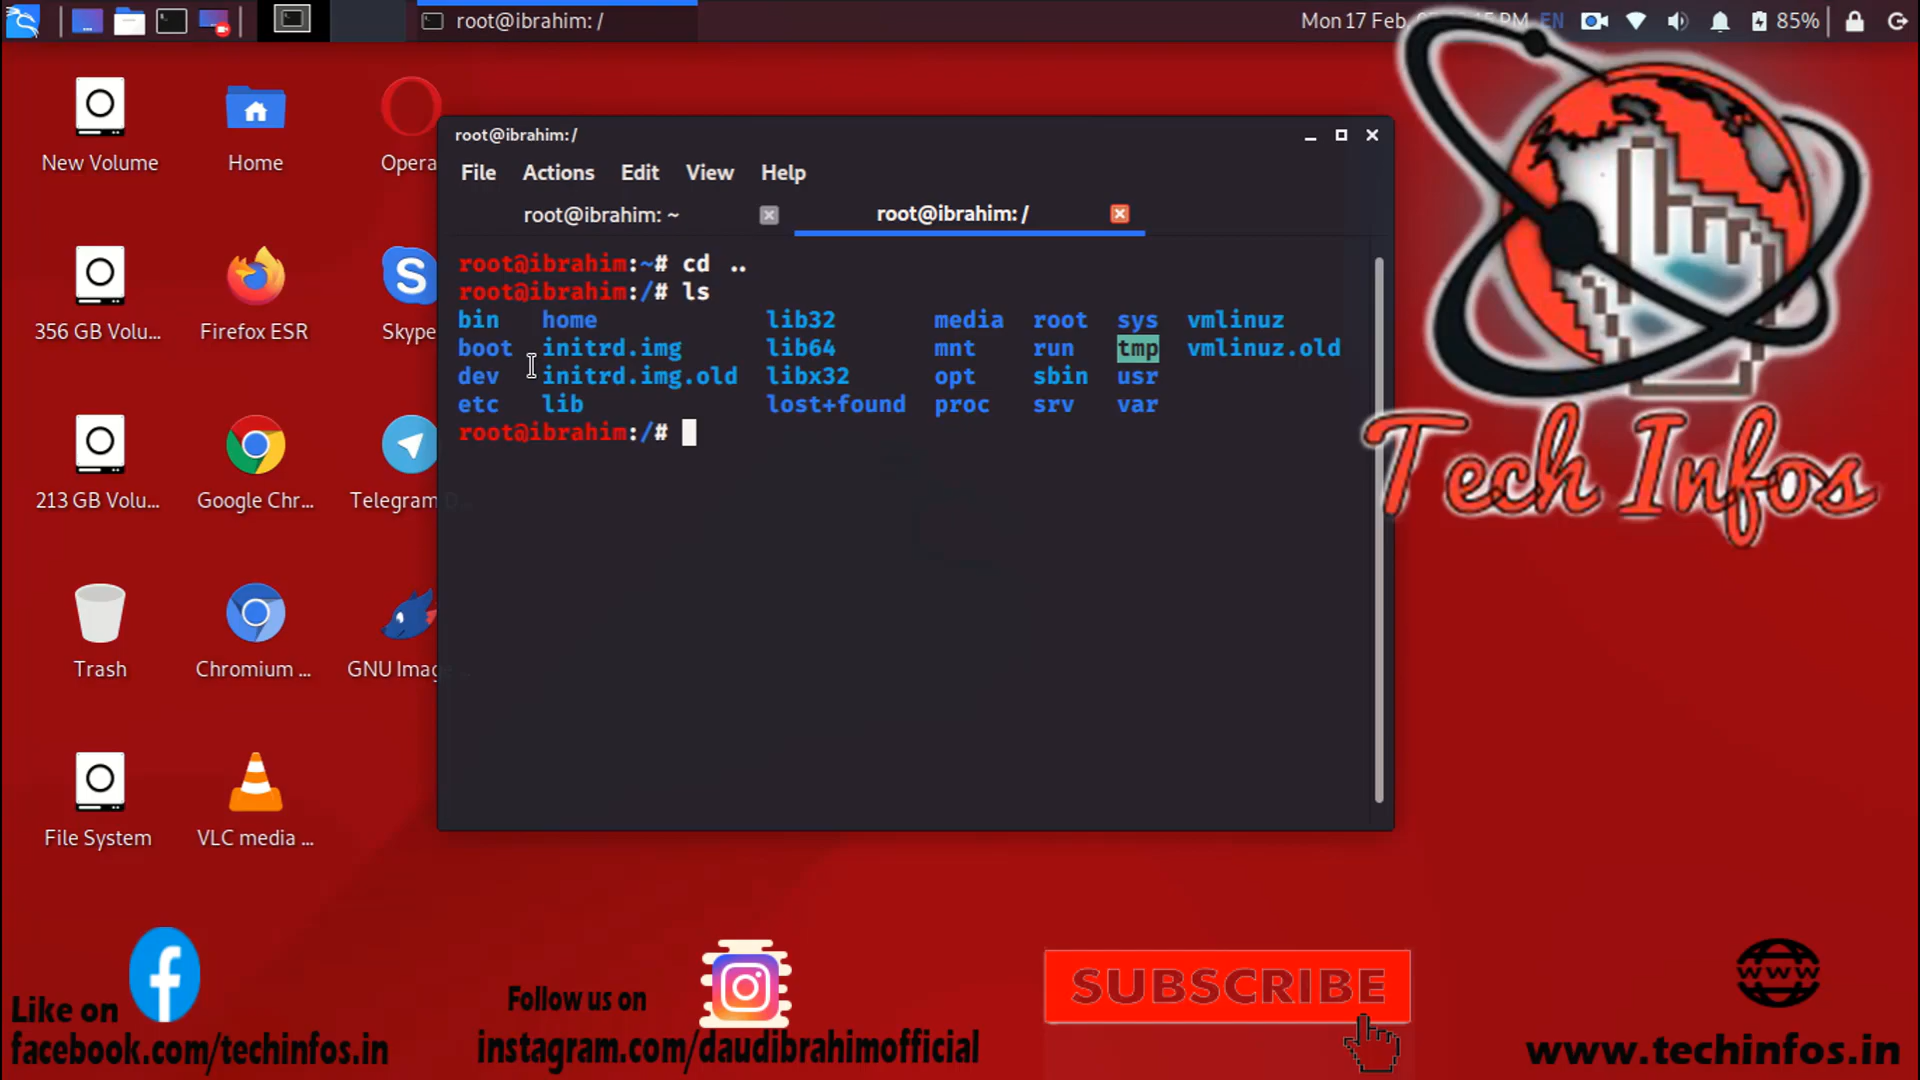 root@ibrahim: /
Mon 17 Feb,
PM EN
85%
New Volume
Home
Opera
356 GB Volu...
Firefox ESR
Skype
213 GB Volu...
Google Chr...
Telegram
Trash
Chromium ...
GNU Imag
File System
VLC media ...
root@ibrahim: /
File Actions Edit View Help
root@ibrahim: ~
root@ibrahim: /
root@ibrahim:~# cd ..
root@ibrahim:/# ls
bin home lib32 media root sys vmlinuz
boot initrd.img lib64 mnt run tmp vmlinuz.old
dev initrd.img.old libx32 opt sbin usr
etc lib lost+found proc srv var
root@ibrahim:/#
Tech Infos
Like on
facebook.com/techinfos.in
Follow us on
instagram.com/daudibrahimofficial
SUBSCRIBE
WWW
www.techinfos.in